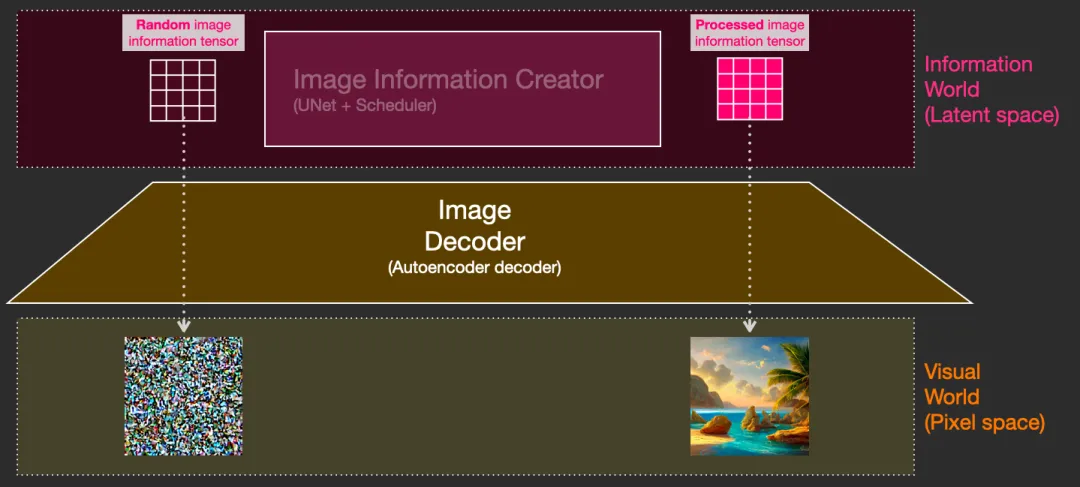 Random image
information tensor
Image Information Creator
(UNet + Scheduler)
Processed image
information tensor
Information
World
(Latent space)
Image
Decoder
(Autoencoder decoder)
Visual
World
(Pixel space)